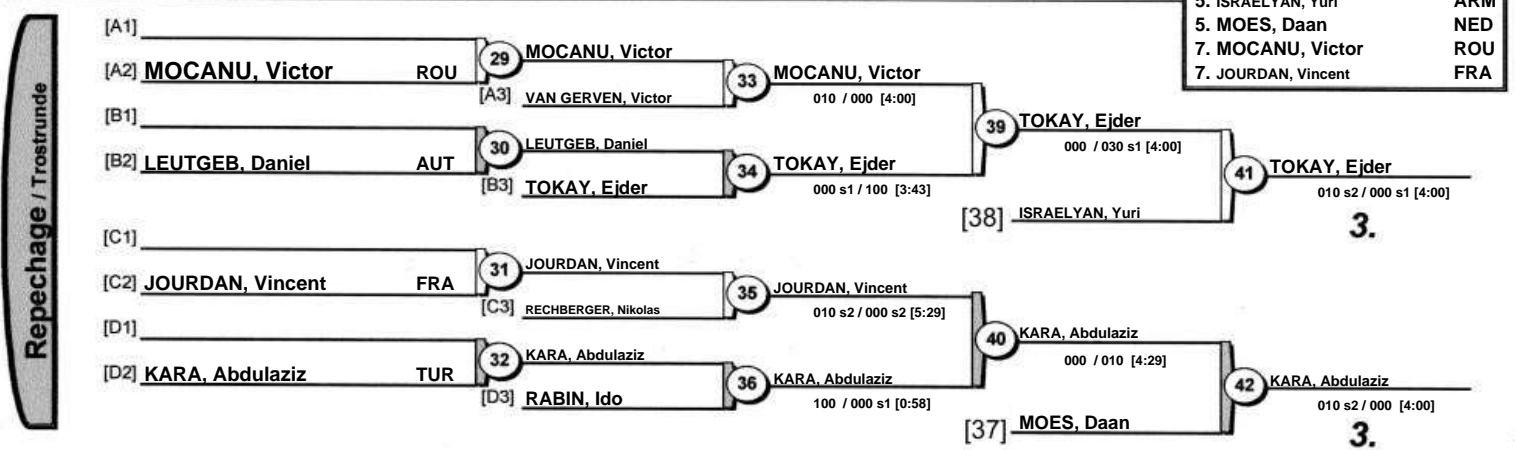 5. ISRAELYAN, Yuri ARM
5. MOES, Daan NED
7. MOCANU, Victor ROU
7. JOURDAN, Vincent FRA
Repechage / Trostrunde
[A1]
[A2] MOCANU, Victor ROU
29 MOCANU, Victor
[A3] VAN GERVEN, Victor
33 MOCANU, Victor
010 / 000 [4:00]
[B1]
[B2] LEUTGEB, Daniel AUT
30 LEUTGEB, Daniel
[B3] TOKAY, Ejder
34 TOKAY, Ejder
000 s1 / 100 [3:43]
39 TOKAY, Ejder
000 / 030 s1 [4:00]
[38] ISRAELYAN, Yuri
41 TOKAY, Ejder
010 s2 / 000 s1 [4:00]
3.
[C1]
[C2] JOURDAN, Vincent FRA
31 JOURDAN, Vincent
[C3] RECHBERGER, Nikolas
35 JOURDAN, Vincent
010 s2 / 000 s2 [5:29]
[D1]
[D2] KARA, Abdulaziz TUR
32 KARA, Abdulaziz
[D3] RABIN, Ido
36 KARA, Abdulaziz
100 / 000 s1 [0:58]
40 KARA, Abdulaziz
000 / 010 [4:29]
[37] MOES, Daan
42 KARA, Abdulaziz
010 s2 / 000 [4:00]
3.